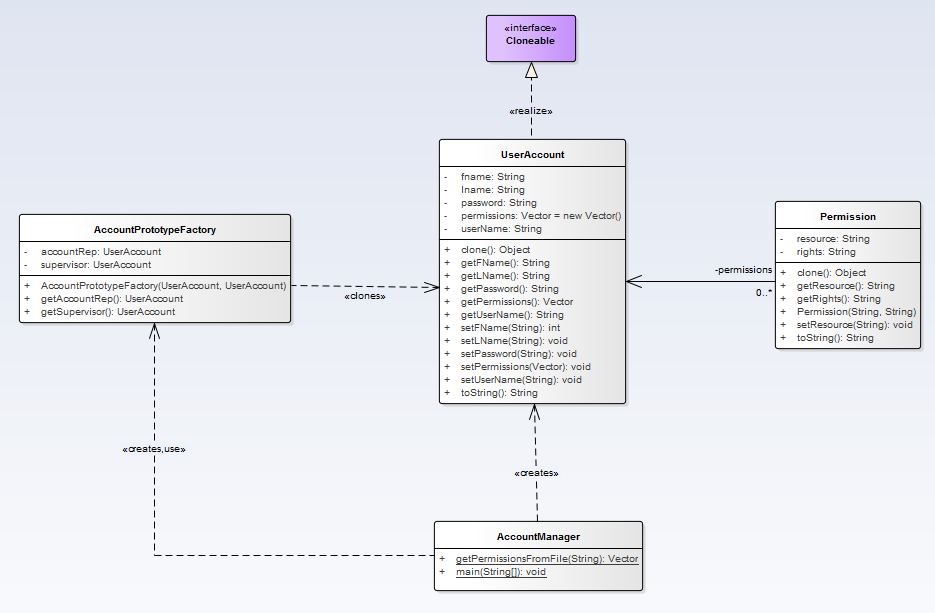 «interface»
Cloneable
«realize»
UserAccount
- fname: String
- lname: String
- password: String
- permissions: Vector = new Vector()
- userName: String
+ clone(): Object
+ getFName(): String
+ getLName(): String
+ getPassword(): String
+ getPermissions(): Vector
+ getUserName(): String
+ setFName(String): int
+ setLName(String): void
+ setPassword(String): void
+ setPermissions(Vector): void
+ setUserName(String): void
+ toString(): String
AccountPrototypeFactory
- accountRep: UserAccount
- supervisor: UserAccount
+ AccountPrototypeFactory(UserAccount, UserAccount)
+ getAccountRep(): UserAccount
+ getSupervisor(): UserAccount
«clones»
-permissions
0..*
Permission
- resource: String
- rights: String
+ clone(): Object
+ getResource(): String
+ getRights(): String
+ Permission(String, String)
+ setResource(String): void
+ toString(): String
«creates,use»
«creates»
AccountManager
+ getPermissionsFromFile(String): Vector
+ main(String[]): void